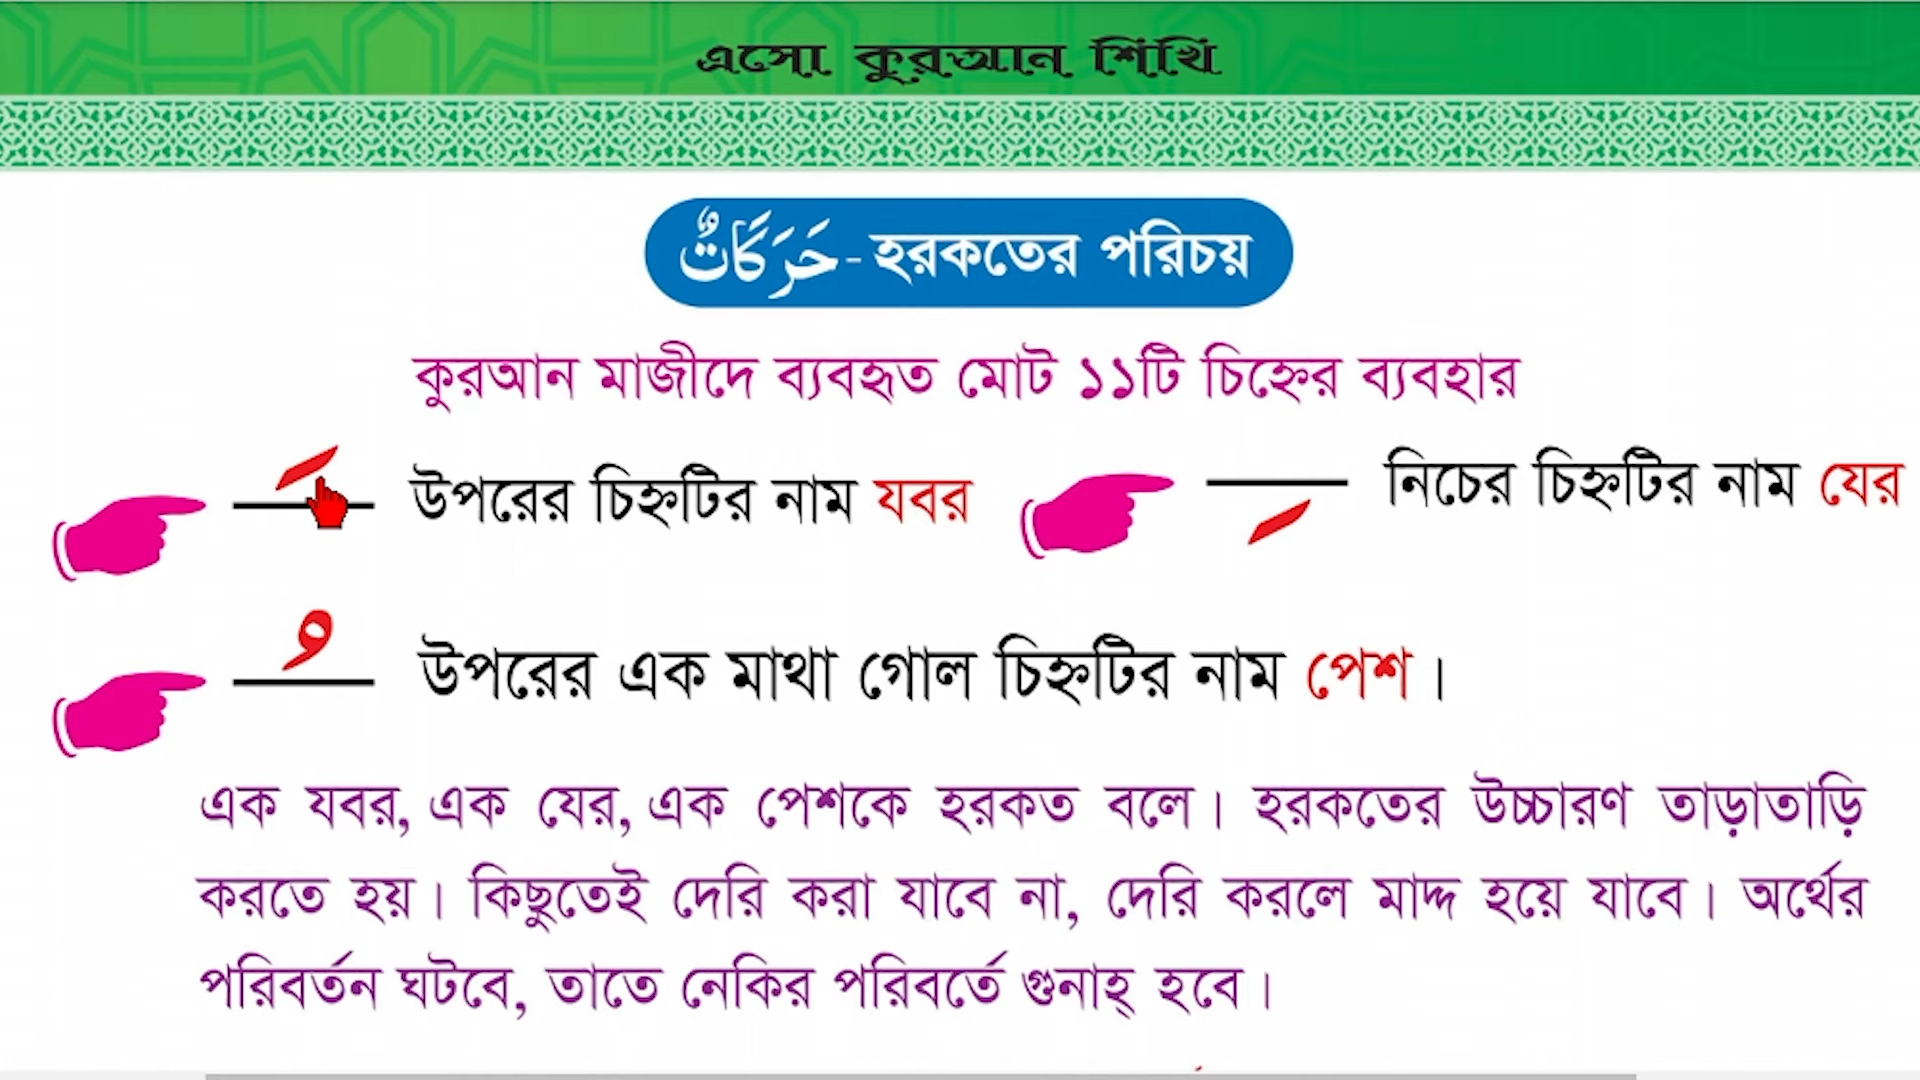 এসো কুরআন শিখি
حَرَكَاتٌ - হরকতের পরিচয়
কুরআন মাজীদে ব্যবহৃত মোট ১১টি চিহ্নের ব্যবহার
উপরের চিহ্নটির নাম যবর
নিচের চিহ্নটির নাম যের
উপরের এক মাথা গোল চিহ্নটির নাম পেশ।
এক যবর, এক যের, এক পেশকে হরকত বলে। হরকতের উচ্চারণ তাড়াতাড়ি
করতে হয়। কিছুতেই দেরি করা যাবে না, দেরি করলে মাদ্দ হয়ে যাবে। অর্থের
পরিবর্তন ঘটবে, তাতে নেকির পরিবর্তে গুনাহ্ হবে।